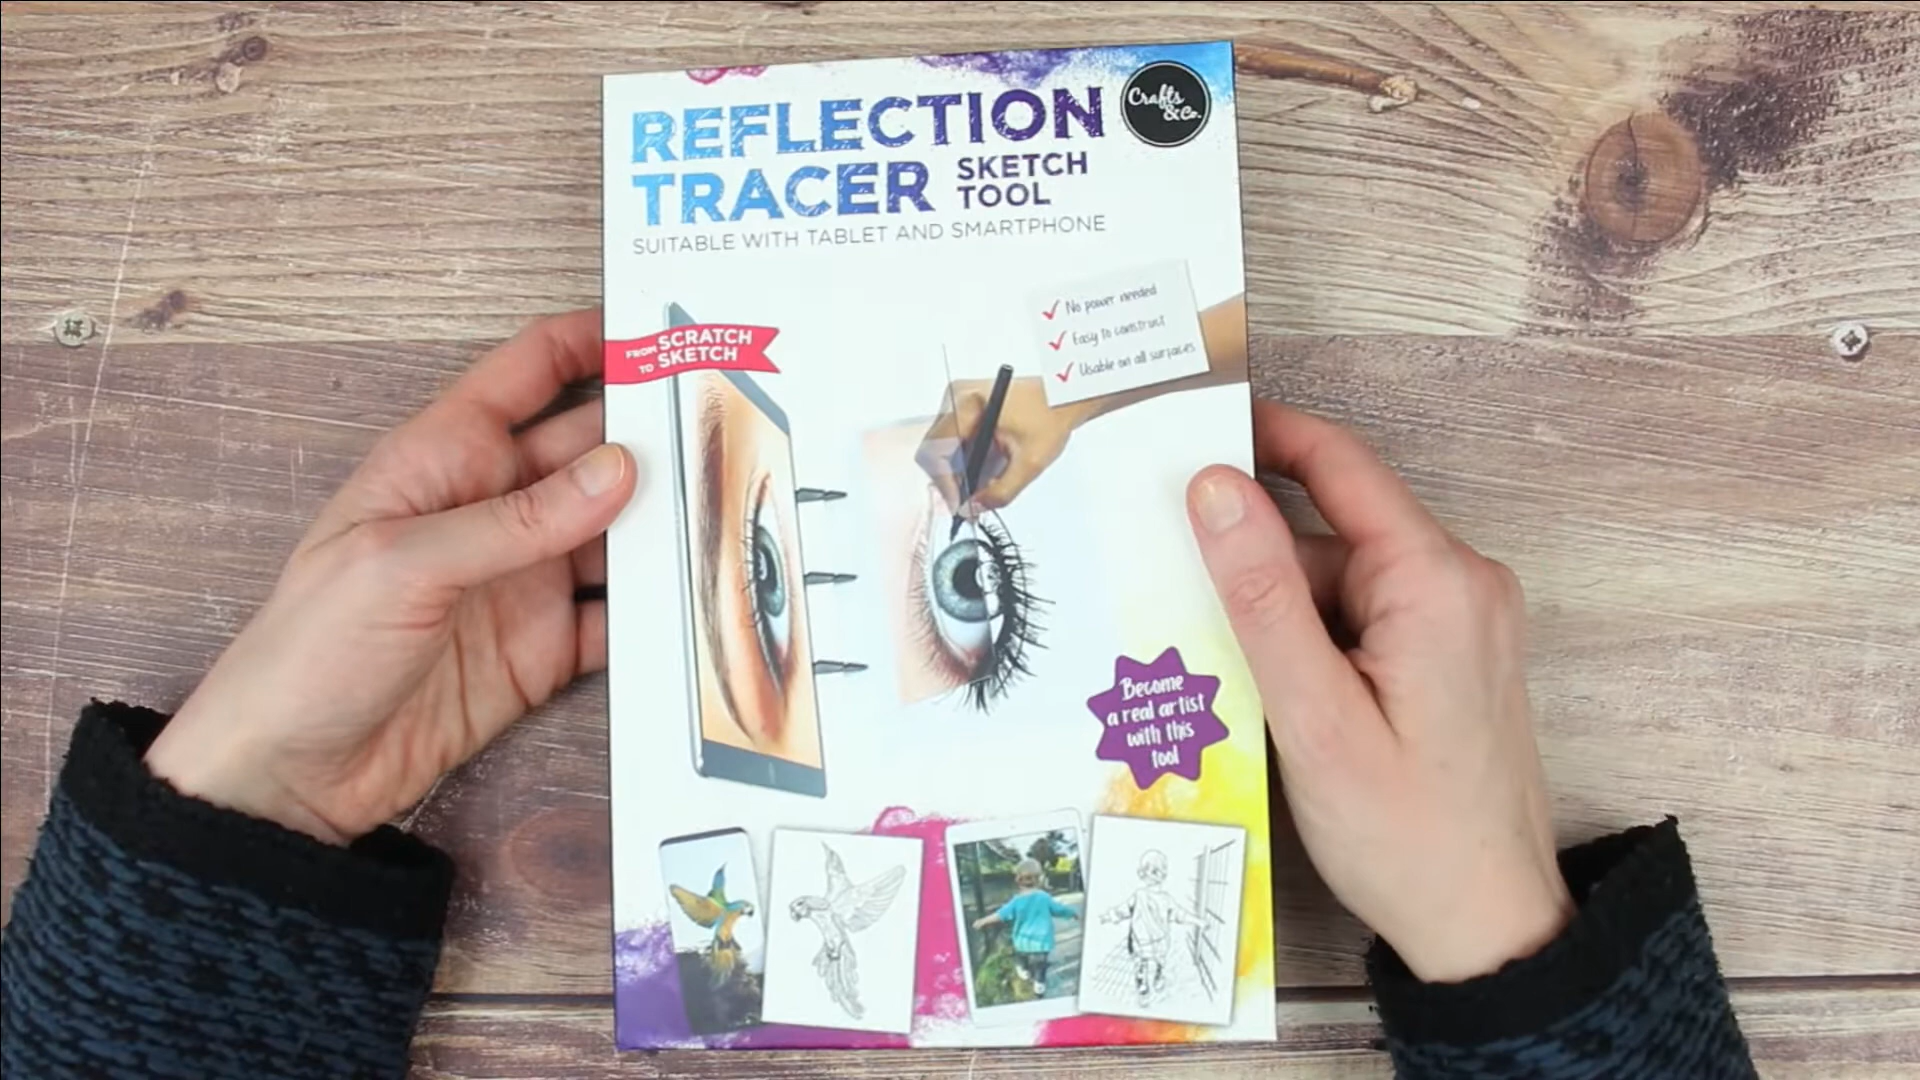 REFLECTION
TRACER
SKETCH
TOOL
SUITABLE WITH TABLET AND SMARTPHONE
Crafts
&Co.
No power needed
Easy to construct
Usable on all surfaces
FROM SCRATCH
TO SKETCH
Become
a real artist
with this
tool